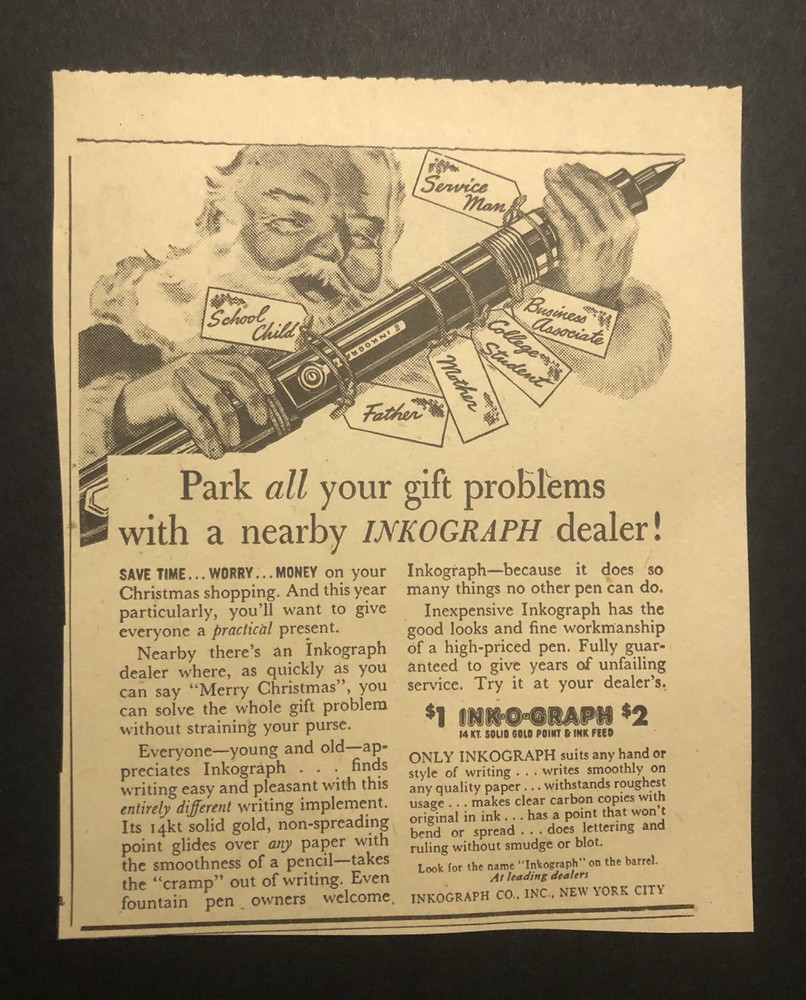 Service
Man
School
Child
INKOGRAPH
Business
Associate
College
Student
Mother
Father
Park all your gift problems
with a nearby INKOGRAPH dealer!
SAVE TIME...WORRY...MONEY on your
Christmas shopping. And this year
particularly, you'll want to give
everyone a practical present.
Nearby there's an Inkograph
dealer where, as quickly as you
can say "Merry Christmas", you
can solve the whole gift problem
without straining your purse.
Everyone—young and old—ap-
preciates Inkograph . . . finds
writing easy and pleasant with this
entirely different writing implement.
Its 14kt solid gold, non-spreading
point glides over any paper with
the smoothness of a pencil—takes
the "cramp" out of writing. Even
fountain pen owners welcome
Inkograph—because it does so
many things no other pen can do.
Inexpensive Inkograph has the
good looks and fine workmanship
of a high-priced pen. Fully guar-
anteed to give years of unfailing
service. Try it at your dealer's.
$1 INK-O-GRAPH $2
14 KT. SOLID GOLD POINT & INK FEED
ONLY INKOGRAPH suits any hand or
style of writing . . . writes smoothly on
any quality paper . . . withstands roughest
usage . . . makes clear carbon copies with
original in ink . . . has a point that won't
bend or spread . . . does lettering and
ruling without smudge or blot.
Look for the name "Inkograph" on the barrel.
At leading dealers
INKOGRAPH CO., INC., NEW YORK CITY